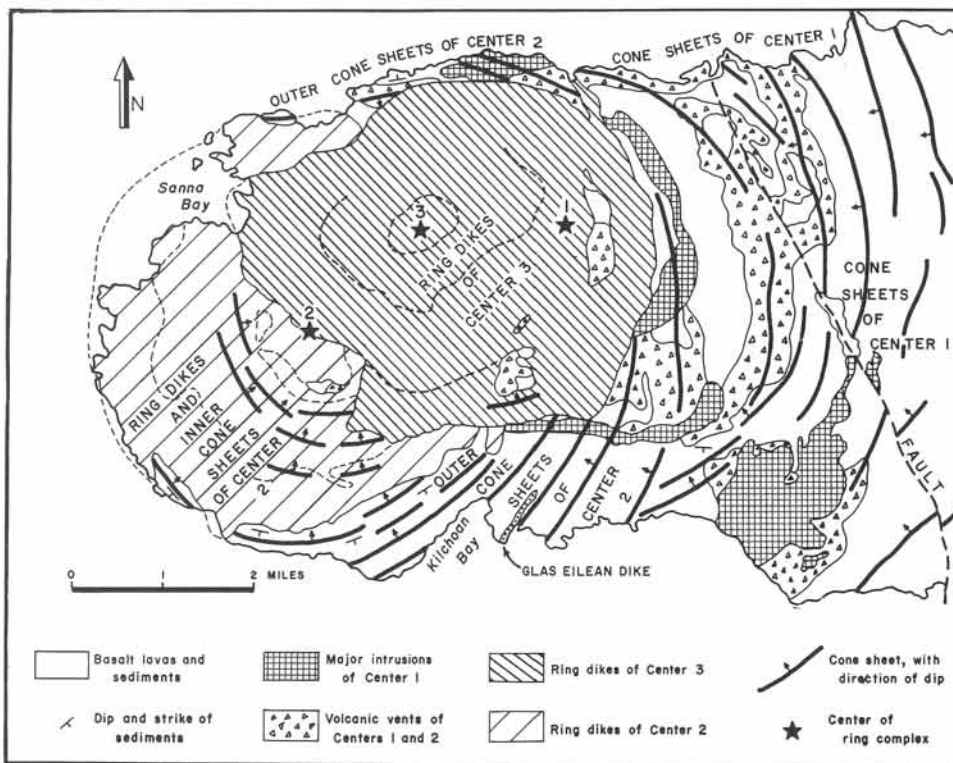 OUTER CONE SHEETS OF CENTER 2
CONE SHEETS OF CENTER 1
N
Sanna
Bay
3
1
2
RING DIKES
OF
CENTER 3
CONE
SHEETS
OF
CENTER 1
RING (DIKES
AND)
INNER
CONE
SHEETS
OF CENTER
2
OUTER
CONE
SHEETS
OF
CENTER
2
FAULT
Kilchoan
Bay
GLAS EILEAN DIKE
0 2 MILES
Basalt lavas and
sediments
Major intrusions
of Center 1
Ring dikes of Center 3
Cone sheet, with
direction of dip
Dip and strike of
sediments
Volcanic vents of
Centers 1 and 2
Ring dikes of Center 2
Center of
ring complex